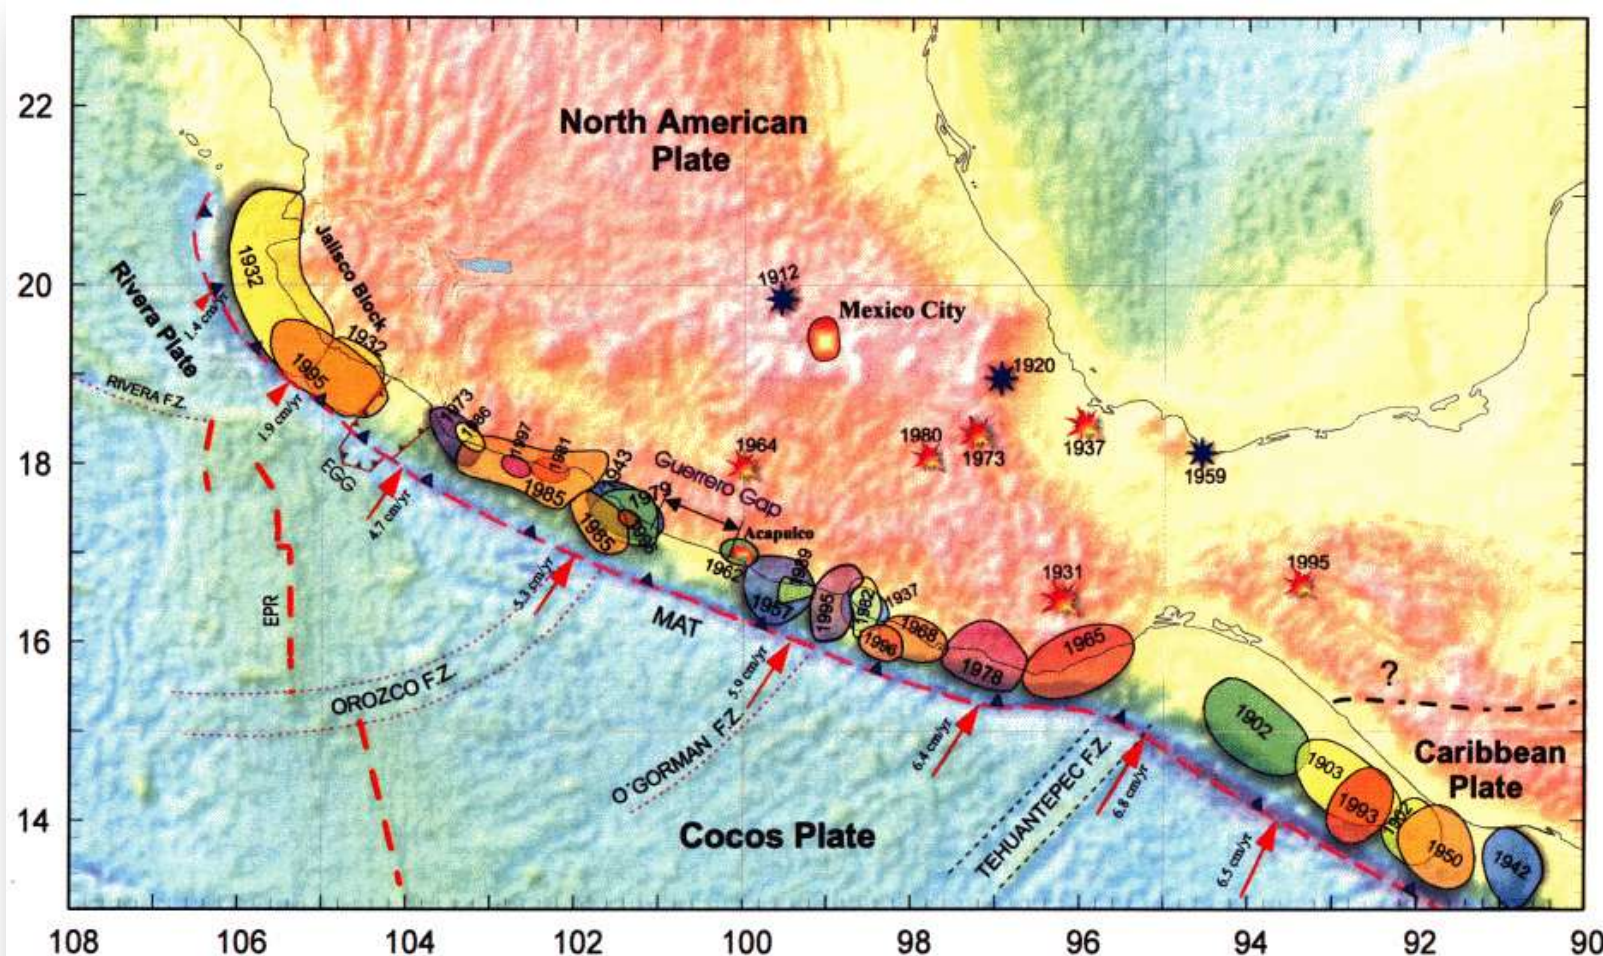 22
20
18
16
14
108
106
104
102
100
98
96
94
92
90
North American
Plate
Jalisco Block
Rivera Plate
1932
1932
1995
1.4 cm/yr
1.9 cm/yr
RIVERA F.Z.
EGG
4.7 cm/yr
1985
1997
1981
1943
1979
1985
Guerrero Gap
Acapulco
1964
1912
Mexico City
1920
1980
1973
1937
1959
1931
1995
1962
1957
1989
1995
1982
1937
1996
1968
1978
1965
EPR
OROZCO F.Z.
5.3 cm/yr
MAT
5.9 cm/yr
O'GORMAN F.Z.
6.4 cm/yr
TEHUANTEPEC F.Z.
6.8 cm/yr
6.5 cm/yr
Cocos Plate
?
Caribbean
Plate
1902
1903
1993
1950
1942